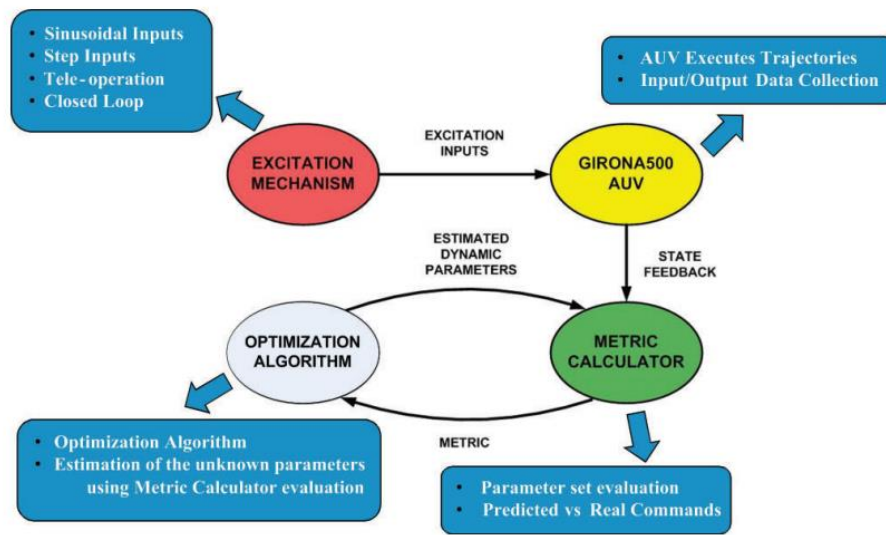 • Sinusoidal Inputs
• Step Inputs
• Tele-operation
• Closed Loop
• AUV Executes Trajectories
• Input/Output Data Collection
EXCITATION
MECHANISM
EXCITATION
INPUTS
GIRONA500
AUV
ESTIMATED
DYNAMIC
PARAMETERS
STATE
FEEDBACK
OPTIMIZATION
ALGORITHM
METRIC
CALCULATOR
METRIC
• Optimization Algorithm
• Estimation of the unknown parameters
using Metric Calculator evaluation
• Parameter set evaluation
• Predicted vs Real Commands